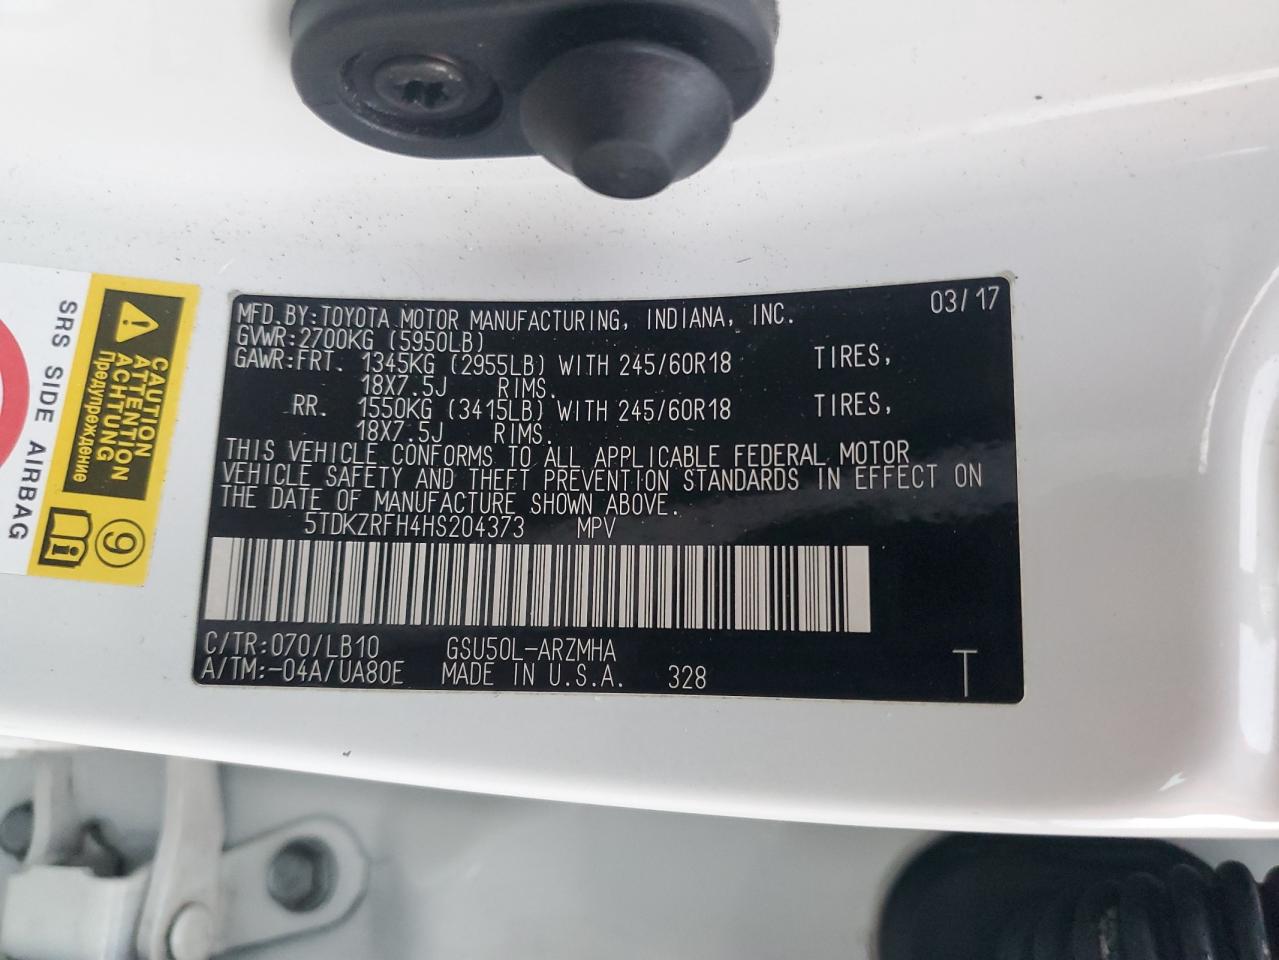 MFD. BY: TOYOTA MOTOR MANUFACTURING, INDIANA, INC. 03/17
GVWR: 2700KG (5950LB)
GAWR: FRT. 1345KG (2955LB) WITH 245/60R18 TIRES,
18X7.5J RIMS.
RR. 1550KG (3415LB) WITH 245/60R18 TIRES,
18X7.5J RIMS.
THIS VEHICLE CONFORMS TO ALL APPLICABLE FEDERAL MOTOR
VEHICLE SAFETY AND THEFT PREVENTION STANDARDS IN EFFECT ON
THE DATE OF MANUFACTURE SHOWN ABOVE.
5TDKZRFH4HS204373 MPV
C/TR: 070/LB10 GSU50L-ARZMHA
A/TM: -04A/UA80E MADE IN U.S.A. 328 T
CAUTION
ATTENTION
ACHTUNG
Предупреждение
SRS SIDE AIRBAG
9